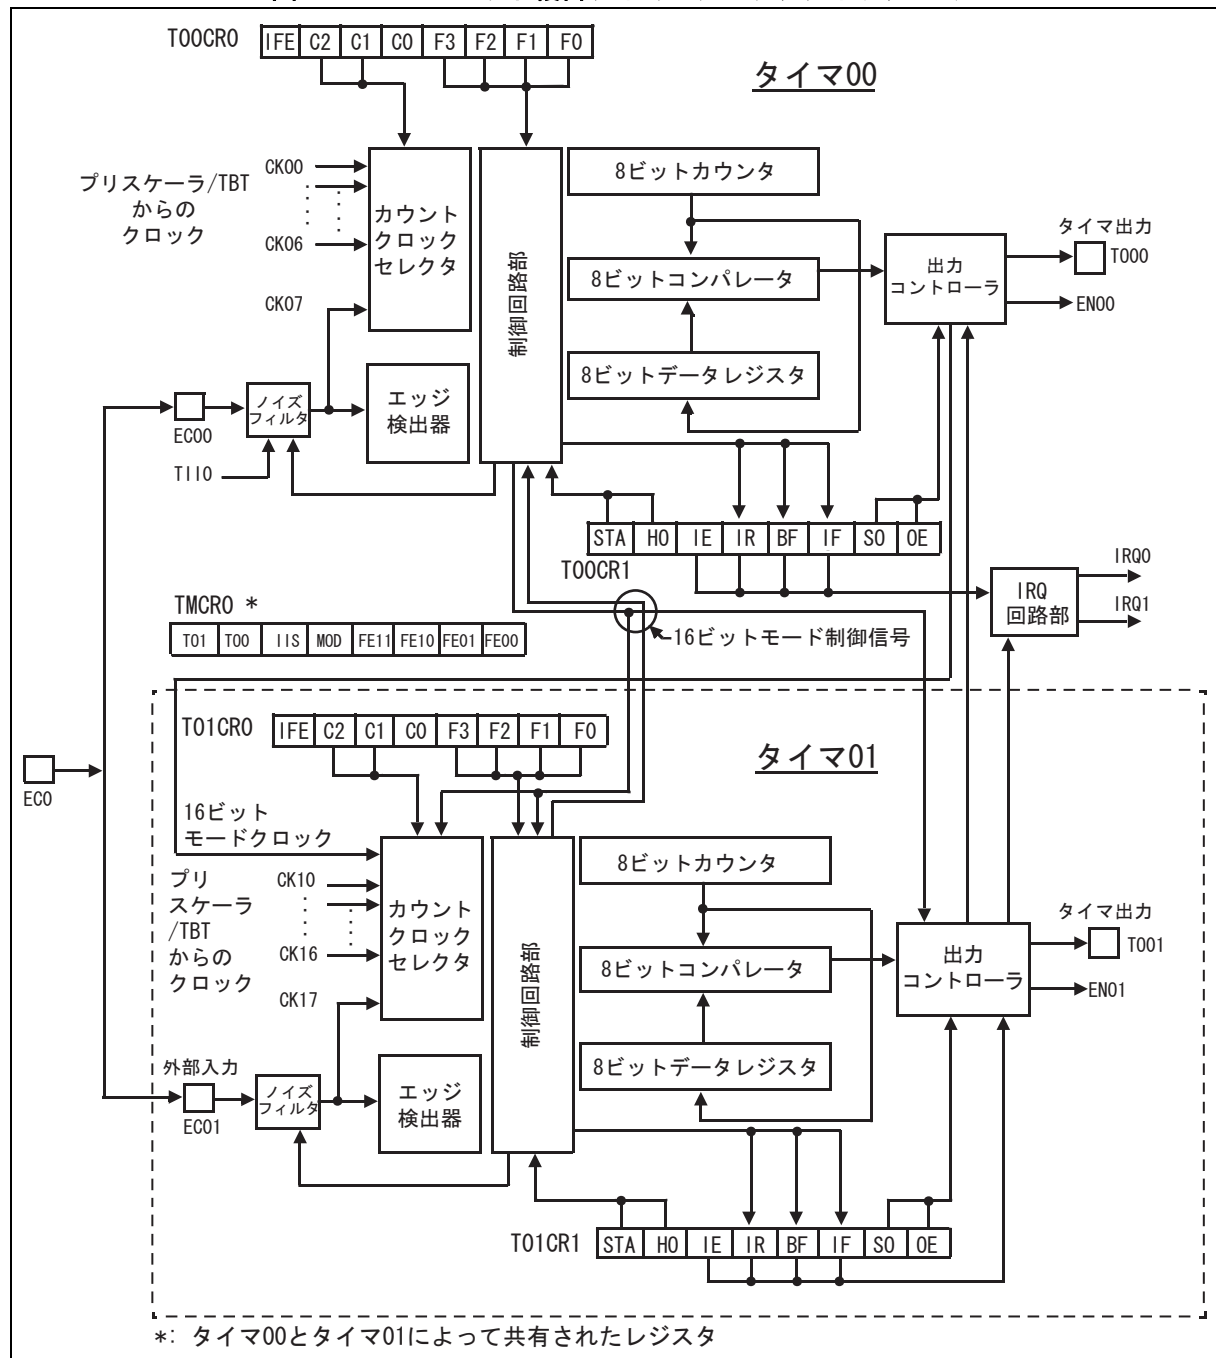 T00CR0 IFE C2 C1 C0 F3 F2 F1 F0
タイマ00
プリスケーラ/TBT
からの
クロック
CK00
CK06
CK07
カウント
クロック
セレクタ
制御回路部
8ビットカウンタ
8ビットコンパレータ
8ビットデータレジスタ
出力
コントローラ
タイマ出力
TO00
EN00
EC00
ノイズ
フィルタ
エッジ
検出器
TII0
STA HO IE IR BF IF SO OE
T00CR1
IRQ
回路部
IRQ0
IRQ1
TMCR0 *
TO1 TO0 IIS MOD FE11 FE10 FE01 FE00
16ビットモード制御信号
EC0
T01CR0 IFE C2 C1 C0 F3 F2 F1 F0
タイマ01
16ビット
モードクロック
プリ
スケーラ
/TBT
からの
クロック
CK10
CK16
CK17
カウント
クロック
セレクタ
制御回路部
8ビットカウンタ
8ビットコンパレータ
8ビットデータレジスタ
出力
コントローラ
タイマ出力
TO01
EN01
外部入力
EC01
ノイズ
フィルタ
エッジ
検出器
T01CR1 STA HO IE IR BF IF SO OE
*: タイマ00とタイマ01によって共有されたレジスタ